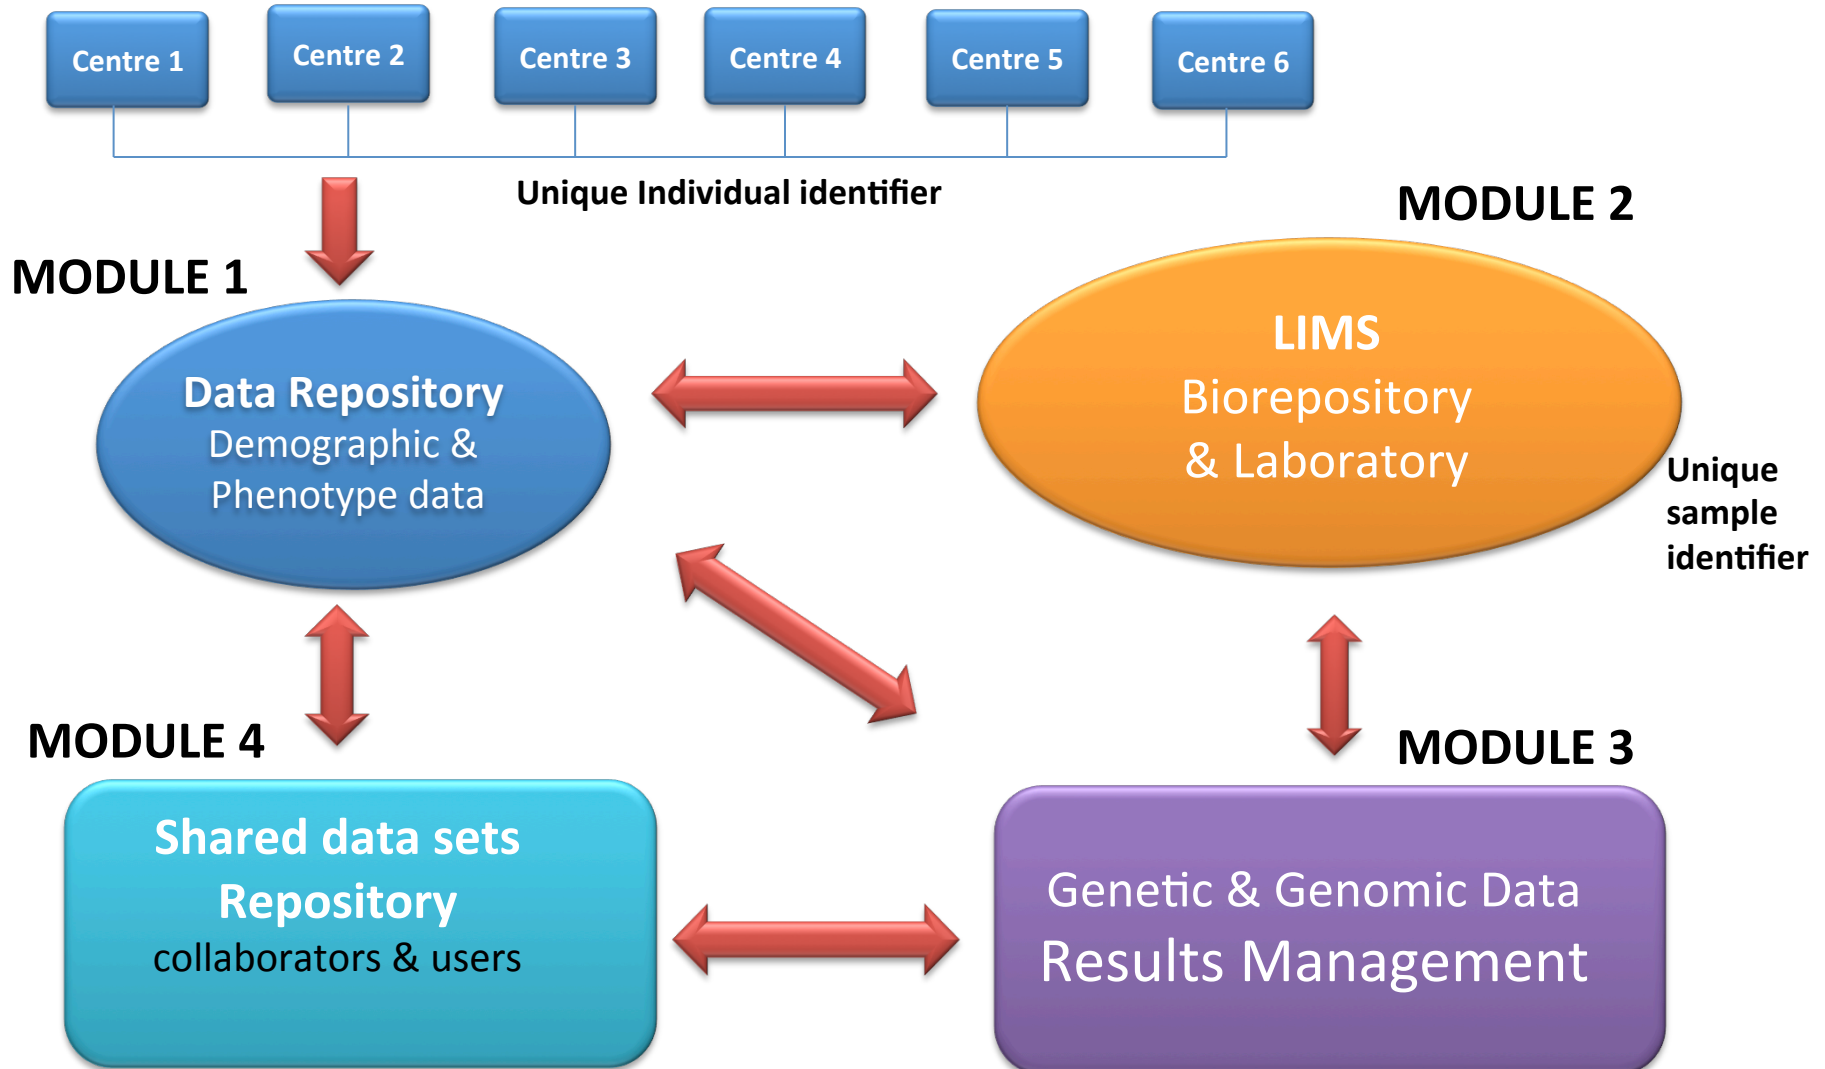 Centre 1
Centre 2
Centre 3
Centre 4
Centre 5
Centre 6
Unique Individual identifier
MODULE 1
Data Repository
Demographic &
Phenotype data
MODULE 2
LIMS
Biorepository
& Laboratory
Unique
sample
identifier
MODULE 4
Shared data sets
Repository
collaborators & users
MODULE 3
Genetic & Genomic Data
Results Management